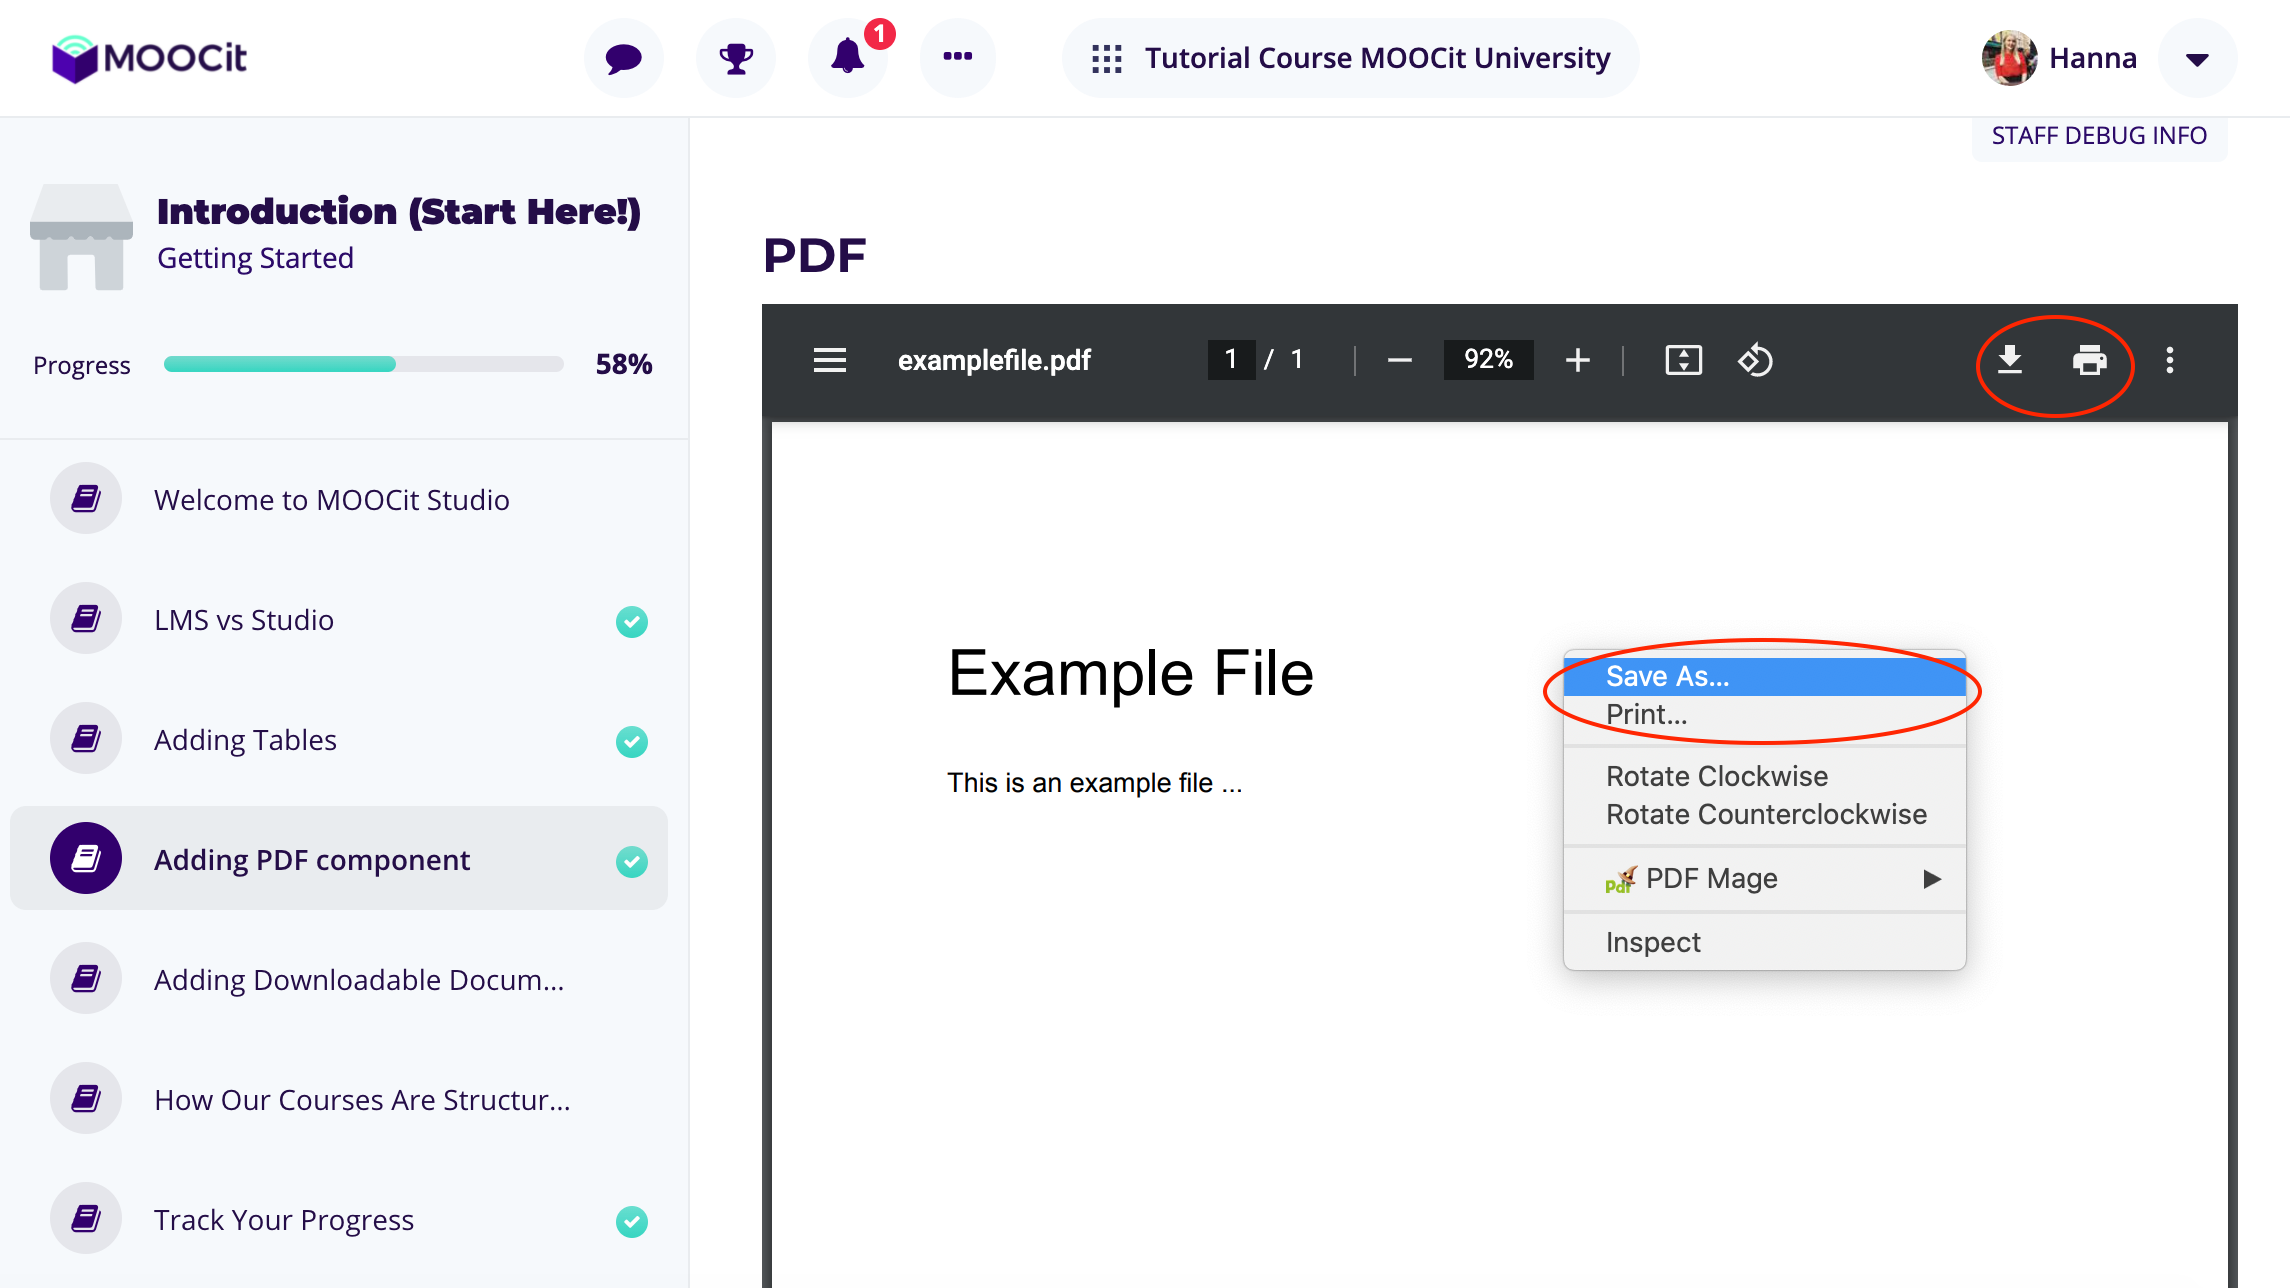 MOOCit
1
Tutorial Course MOOCit University
Hanna
STAFF DEBUG INFO
Introduction (Start Here!)
Getting Started
Progress
58%
Welcome to MOOCit Studio
LMS vs Studio
Adding Tables
Adding PDF component
Adding Downloadable Docum...
How Our Courses Are Structur...
Track Your Progress
PDF
examplefile.pdf
1 / 1
92%
Example File
This is an example file ...
Save As...
Print...
Rotate Clockwise
Rotate Counterclockwise
Pdf PDF Mage
Inspect